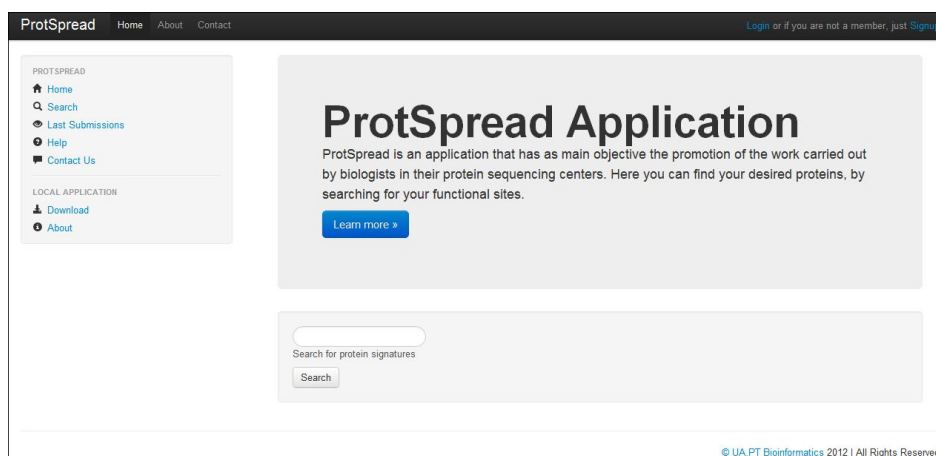 ProtSpread Home About Contact Login or if you are not a member, just Signup
PROTSPREAD
Home
Search
Last Submissions
Help
Contact Us
LOCAL APPLICATION
Download
About
ProtSpread Application
ProtSpread is an application that has as main objective the promotion of the work carried out
by biologists in their protein sequencing centers. Here you can find your desired proteins, by
searching for your functional sites.
Learn more »
Search for protein signatures
Search
© UA.PT Bioinformatics 2012 | All Rights Reserved